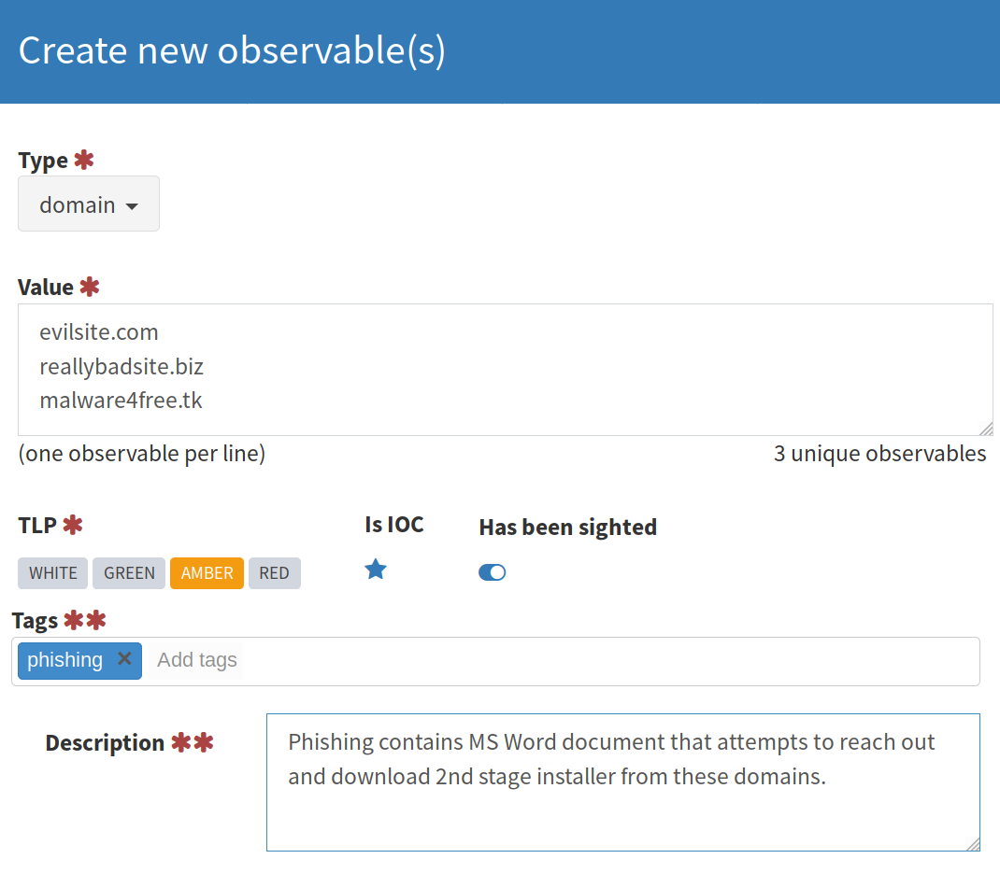 Create new observable(s)
Type *
domain
Value *
evilsite.com
reallybadsite.biz
malware4free.tk
(one observable per line) 3 unique observables
TLP * Is IOC Has been sighted
WHITE GREEN AMBER RED
Tags **
phishing × Add tags
Description **
Phishing contains MS Word document that attempts to reach out
and download 2nd stage installer from these domains.